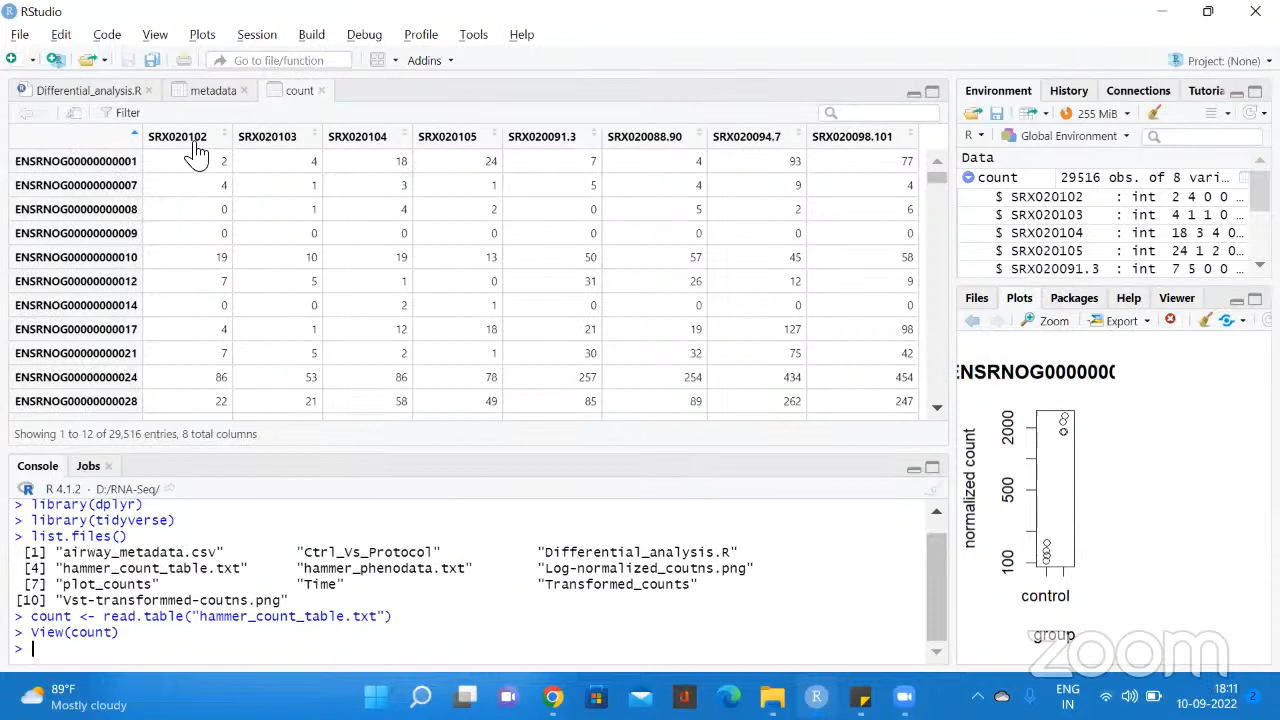 RStudio
File Edit Code View Plots Session Build Debug Profile Tools Help
Go to file/function Addins Project: (None)
Differential_analysis.R metadata count
Filter
SRX020102 SRX020103 SRX020104 SRX020105 SRX020091.3 SRX020088.90 SRX020094.7 SRX020098.101
ENSRNOG00000000001 2 4 18 24 7 4 93 77
ENSRNOG00000000007 4 1 3 1 5 4 9 4
ENSRNOG00000000008 0 1 4 2 0 5 2 6
ENSRNOG00000000009 0 0 0 0 0 0 0 0
ENSRNOG00000000010 19 10 19 13 50 57 45 58
ENSRNOG00000000012 7 5 1 0 31 26 12 9
ENSRNOG00000000014 0 0 2 1 0 0 0 0
ENSRNOG00000000017 4 1 12 18 21 19 127 98
ENSRNOG00000000021 7 5 2 1 30 32 75 42
ENSRNOG00000000024 86 53 86 78 257 254 434 454
ENSRNOG00000000028 22 21 58 49 85 89 262 247
Showing 1 to 12 of 29,516 entries, 8 total columns
Console Jobs
R 4.1.2 · D:/RNA-Seq/
> library(dplyr)
> library(tidyverse)
> list.files()
[1] "airway_metadata.csv" "Ctrl_Vs_Protocol" "Differential_analysis.R"
[4] "hammer_count_table.txt" "hammer_phenodata.txt" "Log-normalized_coutns.png"
[7] "plot_counts" "Time" "Transformed_counts"
[10] "Vst-transformmed-coutns.png"
> count <- read.table("hammer_count_table.txt")
> View(count)
>
Environment History Connections Tutoria
255 MiB
R Global Environment
Data
count 29516 obs. of 8 vari…
$ SRX020102 : int 2 4 0 0 …
$ SRX020103 : int 4 1 1 0 …
$ SRX020104 : int 18 3 4 0…
$ SRX020105 : int 24 1 2 0…
$ SRX020091.3 : int 7 5 0 0 …
Files Plots Packages Help Viewer
Zoom Export
ENSRNOG0000000(
normalized count
2000
500
100
control
group
zoom
89°F
Mostly cloudy
ENG
IN
18:11
10-09-2022
2